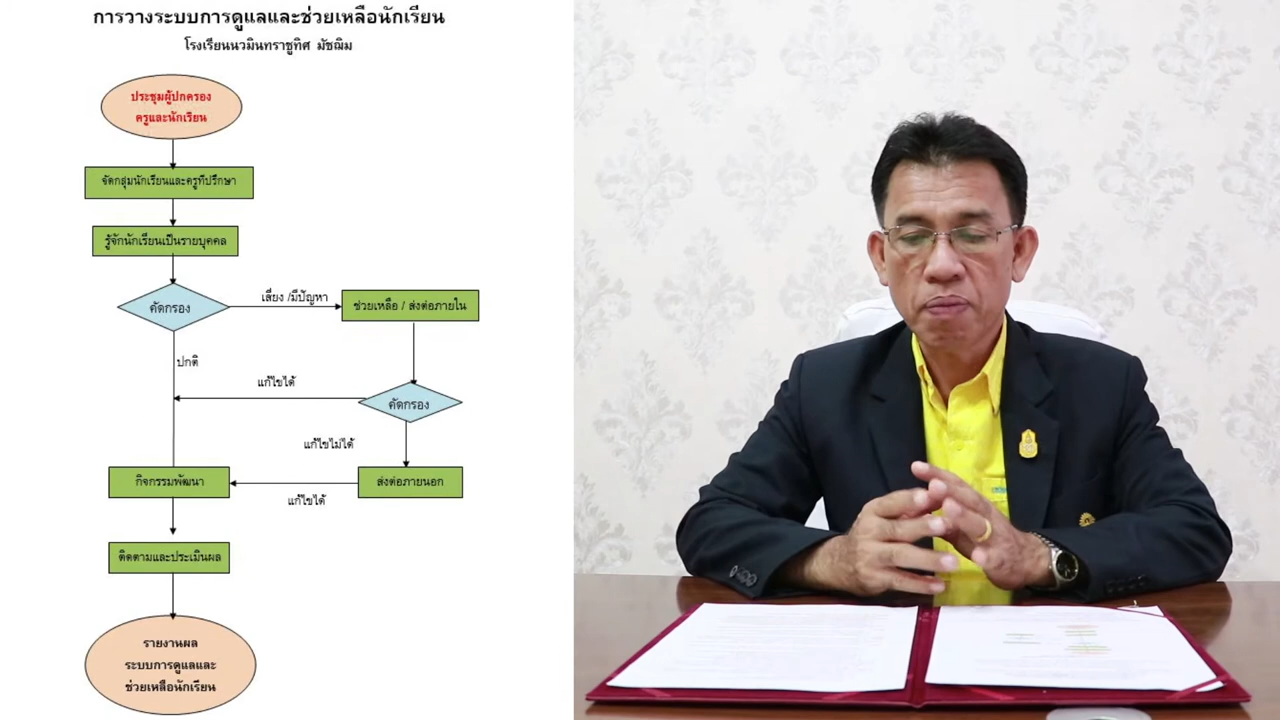 การวางระบบการดูแลและช่วยเหลือนักเรียน
โรงเรียนนวมินทราชูทิศ มัชฌิม
ประชุมผู้ปกครอง
ครูและนักเรียน
จัดกลุ่มนักเรียนและครูที่ปรึกษา
รู้จักนักเรียนเป็นรายบุคคล
คัดกรอง
เสี่ยง /มีปัญหา
ช่วยเหลือ / ส่งต่อภายใน
ปกติ
แก้ไขได้
คัดกรอง
แก้ไขไม่ได้
กิจกรรมพัฒนา
ส่งต่อภายนอก
แก้ไขได้
ติดตามและประเมินผล
รายงานผล
ระบบการดูแลและ
ช่วยเหลือนักเรียน